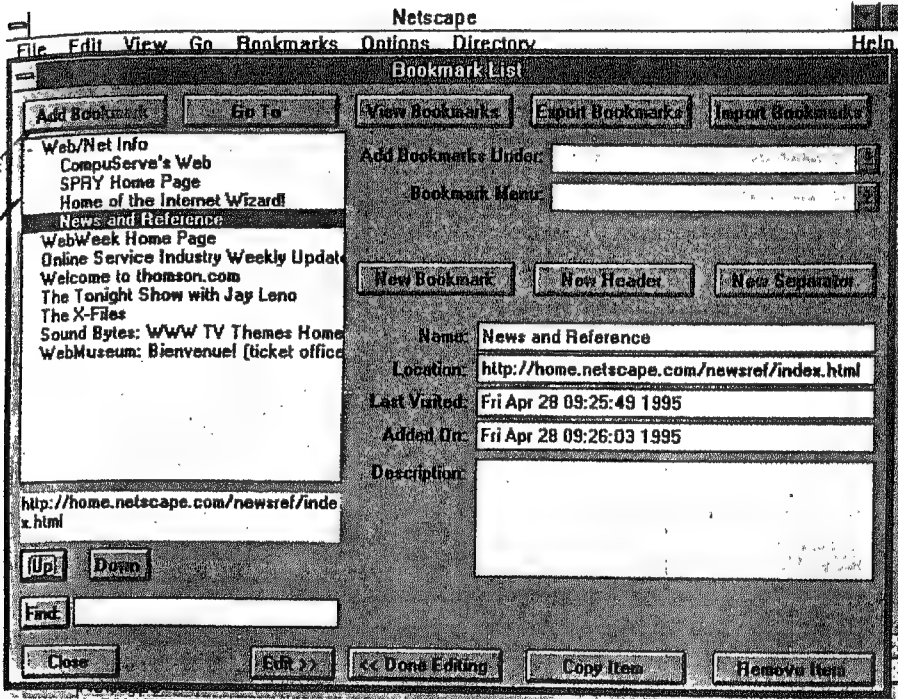 Netscape
File Edit View Go Bookmarks Options Directory Help
Bookmark List
Add Bookmark Go To View Bookmarks Export Bookmarks Import Bookmarks
- Web/Net Info
CompuServe's Web
SPRY Home Page
Home of the Internet Wizard!
News and Reference
WebWeek Home Page
Online Service Industry Weekly Update
Welcome to thomson.com
The Tonight Show with Jay Leno
The X-Files
Sound Bytes: WWW TV Themes Home
WebMuseum: Bienvenue! (ticket office
http://home.netscape.com/newsref/inde
x.html
Up Down
Find:
Close Edit >>
Add Bookmarks Under:
Bookmark Menu:
New Bookmark New Header New Separator
Name: News and Reference
Location: http://home.netscape.com/newsref/index.html
Last Visited: Fri Apr 28 09:25:49 1995
Added On: Fri Apr 28 09:26:03 1995
Description:
<< Done Editing Copy Item Remove Item